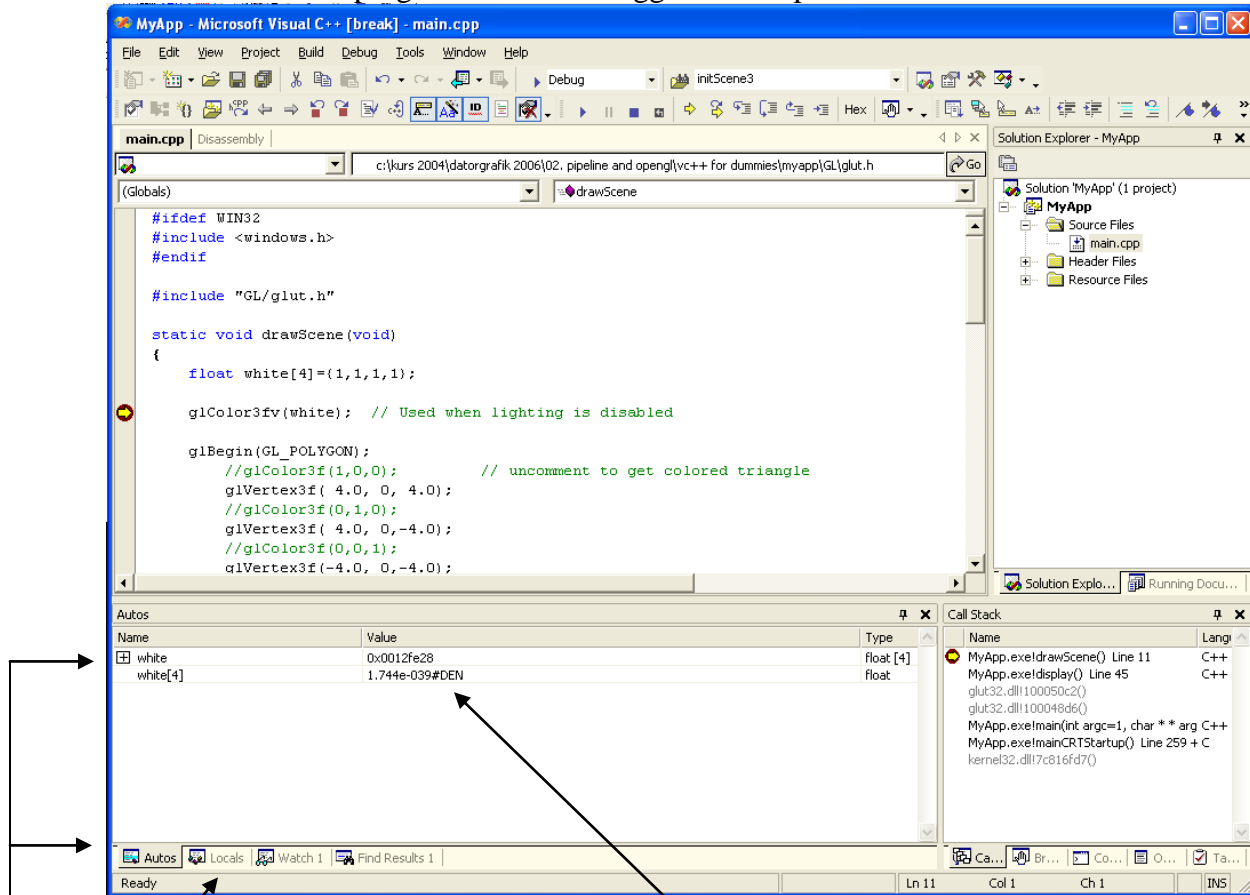 MyApp - Microsoft Visual C++ [break] - main.cpp
File Edit View Project Build Debug Tools Window Help
Debug initScene3
Hex
main.cpp Disassembly
Solution Explorer - MyApp
c:\kurs 2004\datorgrafik 2006\02. pipeline and opengl\vc++ for dummies\myapp\GL\glut.h Go
(Globals) drawScene
Solution 'MyApp' (1 project)
MyApp
Source Files
main.cpp
Header Files
Resource Files
#ifdef WIN32
#include <windows.h>
#endif
#include "GL/glut.h"
static void drawScene(void)
{
float white[4]={1,1,1,1};
glColor3fv(white); // Used when lighting is disabled
glBegin(GL_POLYGON);
//glColor3f(1,0,0); // uncomment to get colored triangle
glVertex3f( 4.0, 0, 4.0);
//glColor3f(0,1,0);
glVertex3f( 4.0, 0,-4.0);
//glColor3f(0,0,1);
glVertex3f(-4.0, 0,-4.0);
Solution Explo... Running Docu...
Autos
Name Value Type
white 0x0012fe28 float [4]
white[4] 1.744e-039#DEN float
Call Stack
Name Langu
MyApp.exe!drawScene() Line 11 C++
MyApp.exe!display() Line 45 C++
glut32.dll!100050c2()
glut32.dll!100048d6()
MyApp.exe!main(int argc=1, char * * arg C++
MyApp.exe!mainCRTStartup() Line 259 + C
kernel32.dll!7c816fd7()
Autos Locals Watch 1 Find Results 1
Ca... Br... Co... O... Ta...
Ready Ln 11 Col 1 Ch 1 INS